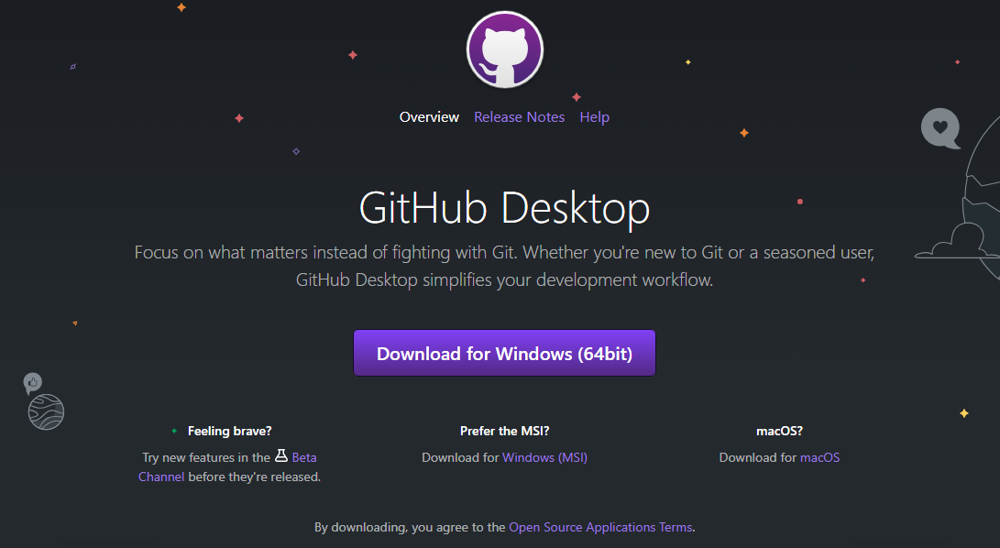 Overview Release Notes Help
GitHub Desktop
Focus on what matters instead of fighting with Git. Whether you're new to Git or a seasoned user,
GitHub Desktop simplifies your development workflow.
Download for Windows (64bit)
Feeling brave?
Try new features in the Beta
Channel before they're released.
Prefer the MSI?
Download for Windows (MSI)
macOS?
Download for macOS
By downloading, you agree to the Open Source Applications Terms.